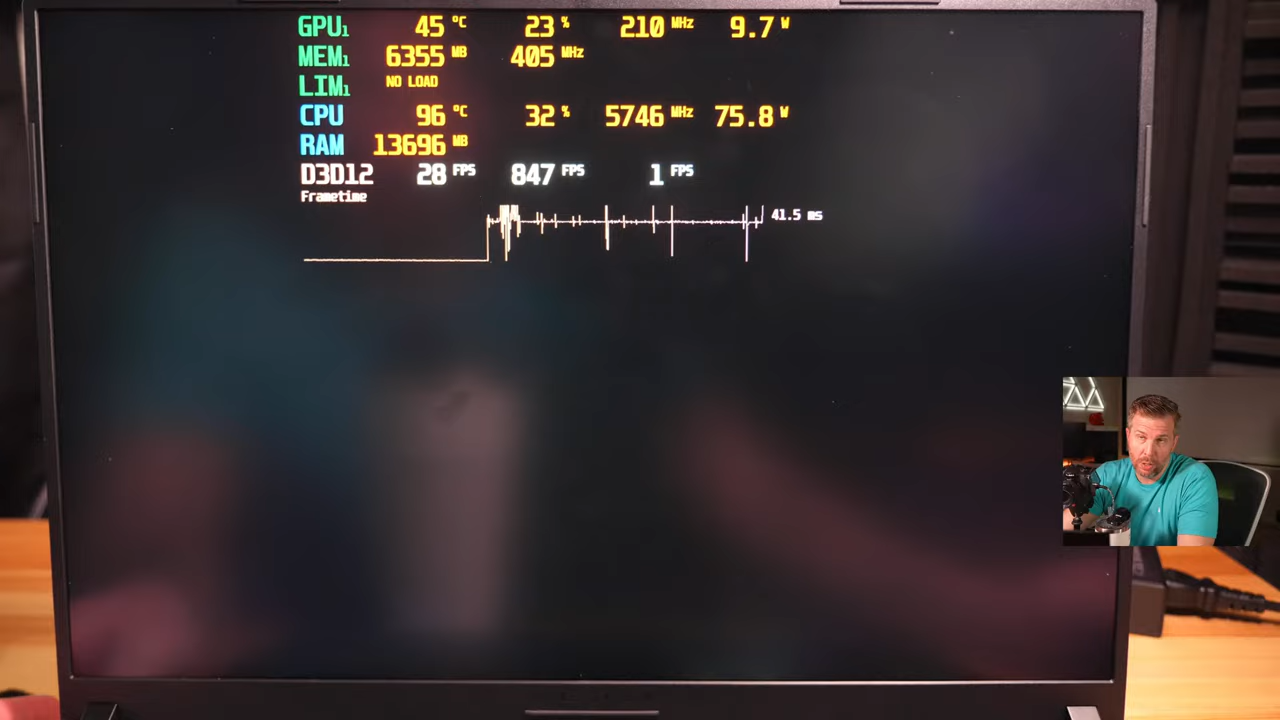 GPU1 45 °C 23 % 210 MHz 9.7 W
MEM1 6355 MB 405 MHz
LIM1 NO LOAD
CPU 96 °C 32 % 5746 MHz 75.8 W
RAM 13696 MB
D3D12 28 FPS 847 FPS 1 FPS
Frametime
41.5 ms